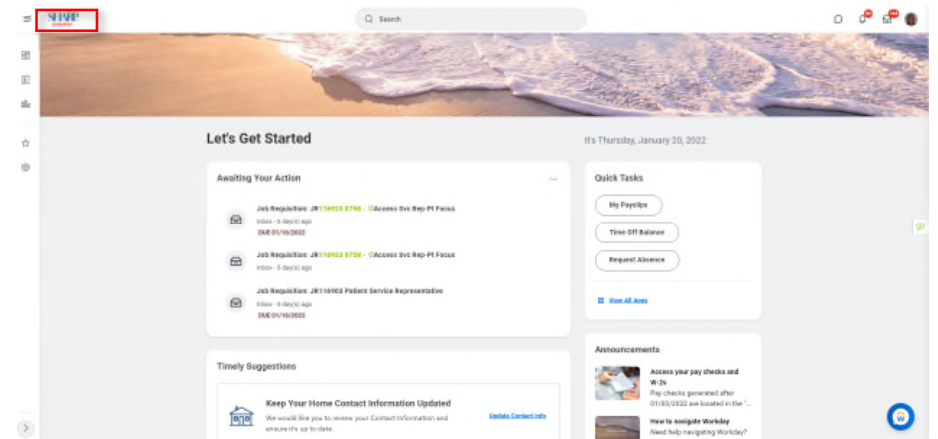 SHARP
Search
Let's Get Started
It's Thursday, January 20, 2022
Awaiting Your Action
Job Requisition: JR116923 0798 - Access Svs Rep-Pt Focus
Inbox - 5 day(s) ago
DUE 01/16/2022
Job Requisition: JR116923 0798 - Access Svs Rep-Pt Focus
Inbox - 5 day(s) ago
Job Requisition: JR116903 Patient Service Representative
Inbox - 5 day(s) ago
DUE 01/16/2022
Quick Tasks
My Payslips
Time Off Balance
Request Absence
View All Apps
Timely Suggestions
Keep Your Home Contact Information Updated
We would like you to review your Contact Information and
ensure it's up to date.
Update Contact Info
Announcements
Access your pay checks and
W-2s
Pay checks generated after
01/03/2022 are located in the "...
How to navigate Workday
Need help navigating Workday?